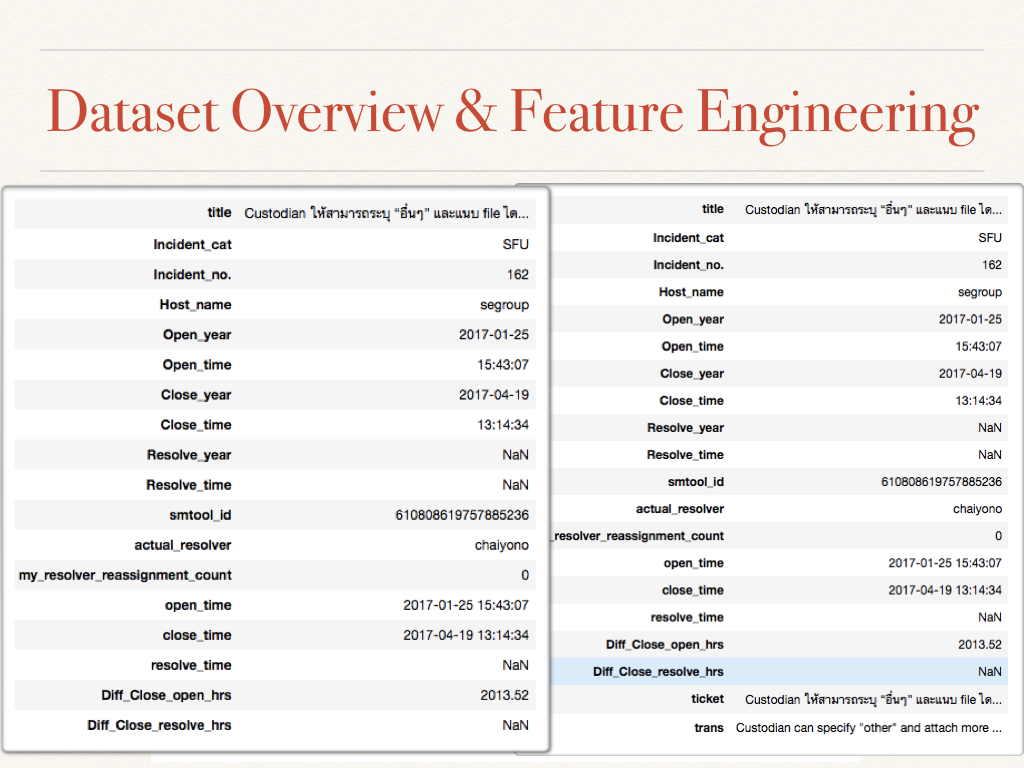 Dataset Overview & Feature Engineering
title Custodian ให้สามารถระบุ "อื่นๆ" และแนบ file ได...
Incident_cat SFU
Incident_no. 162
Host_name segroup
Open_year 2017-01-25
Open_time 15:43:07
Close_year 2017-04-19
Close_time 13:14:34
Resolve_year NaN
Resolve_time NaN
smtool_id 610808619757885236
actual_resolver chaiyono
my_resolver_reassignment_count 0
open_time 2017-01-25 15:43:07
close_time 2017-04-19 13:14:34
resolve_time NaN
Diff_Close_open_hrs 2013.52
Diff_Close_resolve_hrs NaN
title Custodian ให้สามารถระบุ "อื่นๆ" และแนบ file ได...
Incident_cat SFU
Incident_no. 162
Host_name segroup
Open_year 2017-01-25
Open_time 15:43:07
Close_year 2017-04-19
Close_time 13:14:34
Resolve_year NaN
Resolve_time NaN
smtool_id 610808619757885236
actual_resolver chaiyono
_resolver_reassignment_count 0
open_time 2017-01-25 15:43:07
close_time 2017-04-19 13:14:34
resolve_time NaN
Diff_Close_open_hrs 2013.52
Diff_Close_resolve_hrs NaN
ticket Custodian ให้สามารถระบุ "อื่นๆ" และแนบ file ได...
trans Custodian can specify "other" and attach more ...